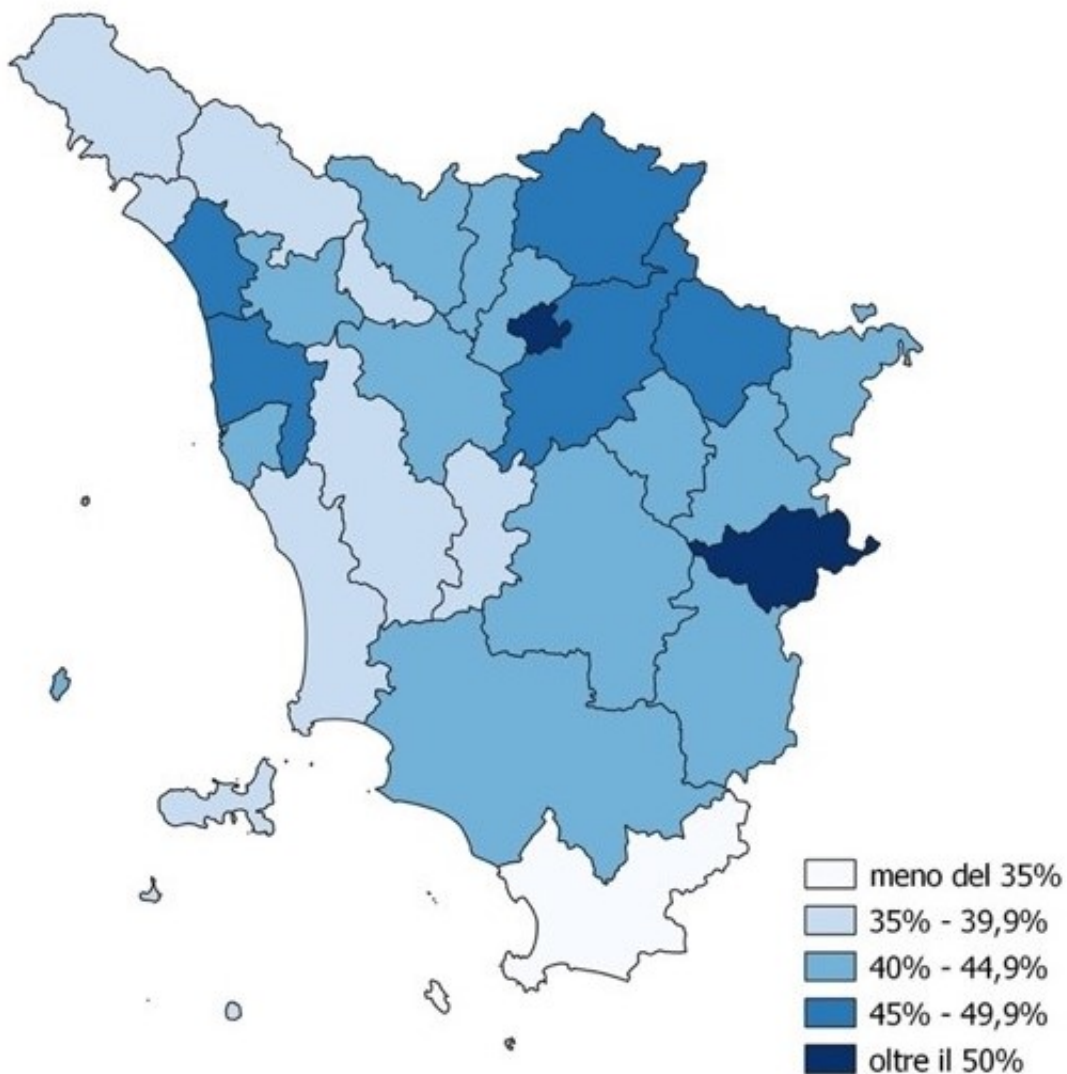 meno del 35%
35% - 39,9%
40% - 44,9%
45% - 49,9%
oltre il 50%